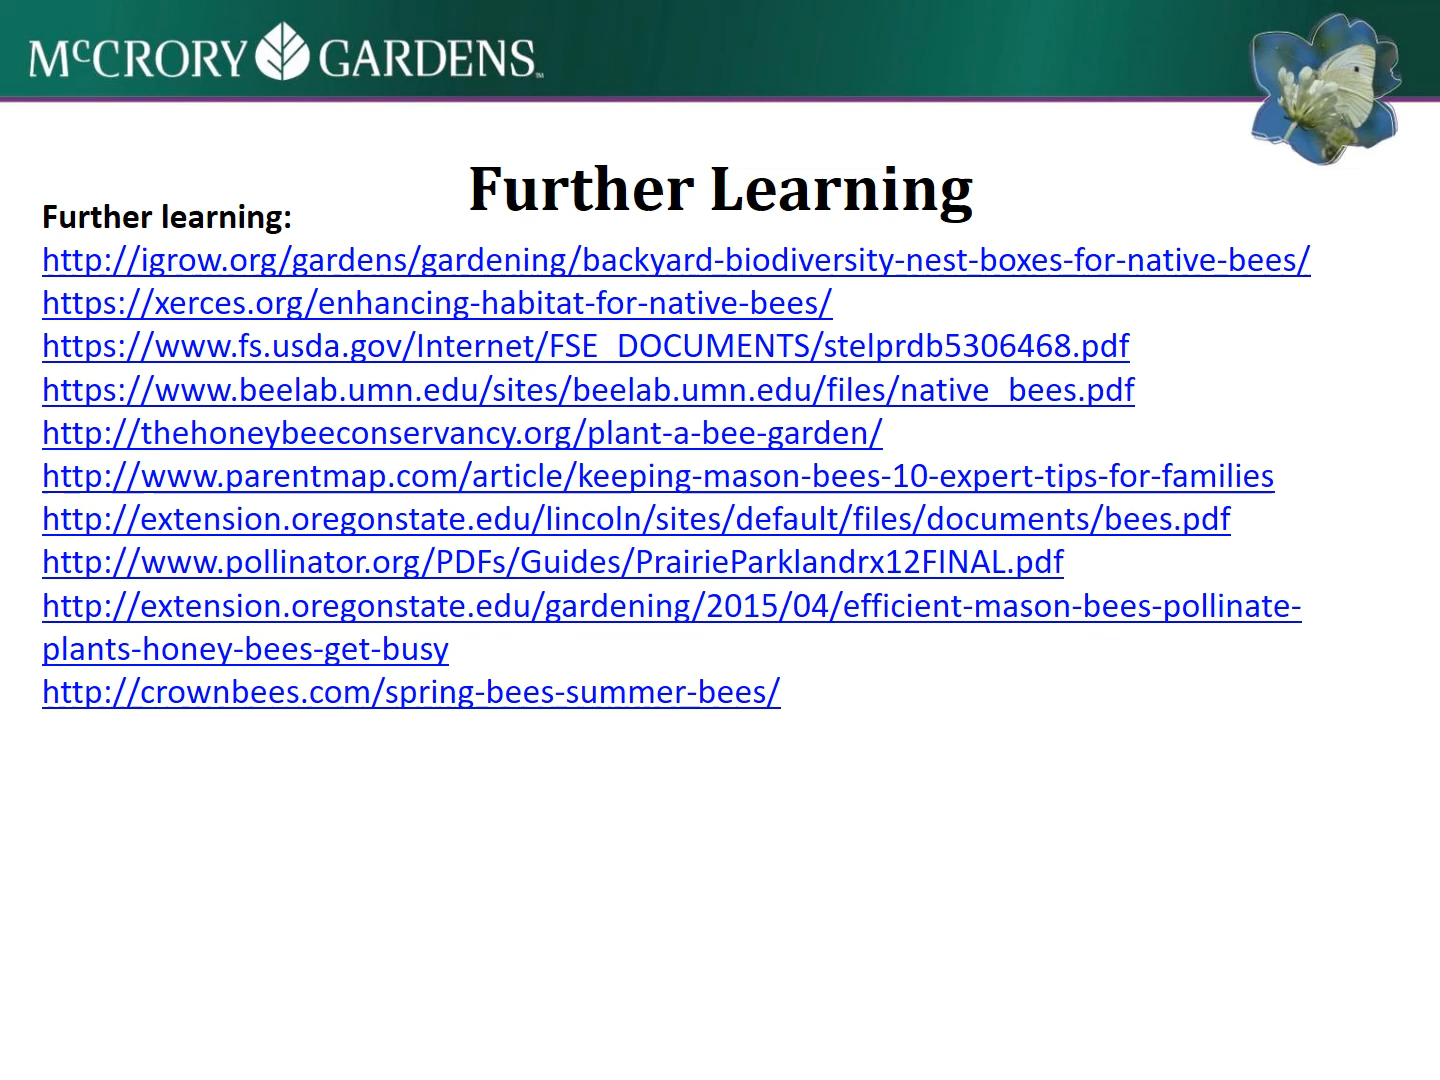 McCRORY GARDENS™
Further Learning
Further learning:
http://igrow.org/gardens/gardening/backyard-biodiversity-nest-boxes-for-native-bees/
https://xerces.org/enhancing-habitat-for-native-bees/
https://www.fs.usda.gov/Internet/FSE_DOCUMENTS/stelprdb5306468.pdf
https://www.beelab.umn.edu/sites/beelab.umn.edu/files/native_bees.pdf
http://thehoneybeeconservancy.org/plant-a-bee-garden/
http://www.parentmap.com/article/keeping-mason-bees-10-expert-tips-for-families
http://extension.oregonstate.edu/lincoln/sites/default/files/documents/bees.pdf
http://www.pollinator.org/PDFs/Guides/PrairieParklandrx12FINAL.pdf
http://extension.oregonstate.edu/gardening/2015/04/efficient-mason-bees-pollinate-
plants-honey-bees-get-busy
http://crownbees.com/spring-bees-summer-bees/